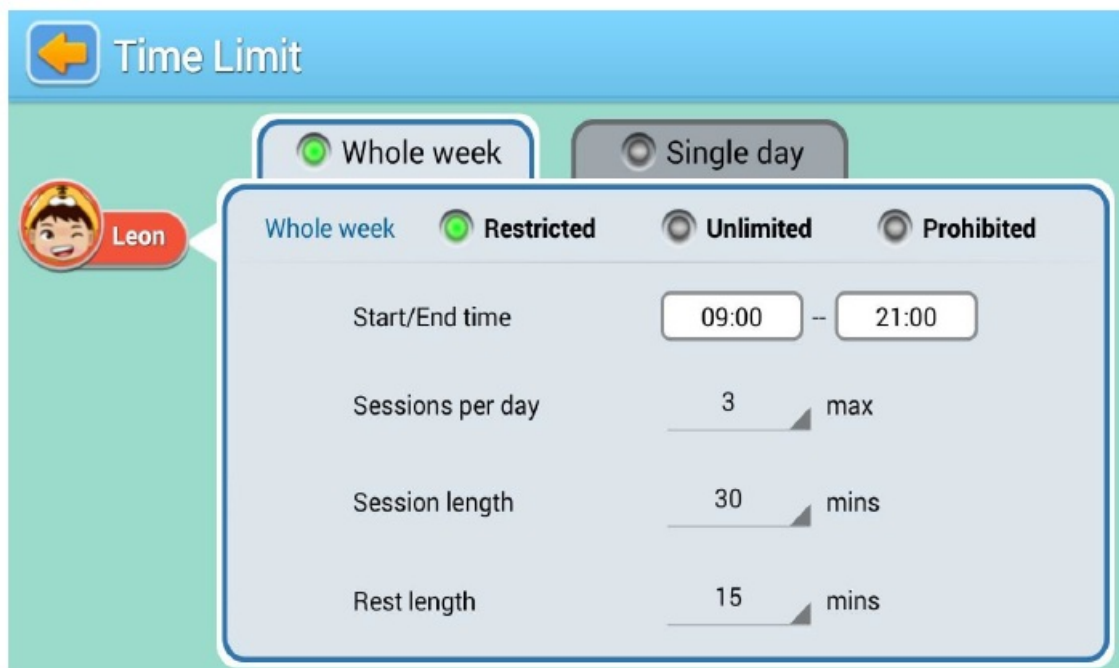 Time Limit
Whole week
Single day
Leon
Whole week Restricted Unlimited Prohibited
Start/End time 09:00 -- 21:00
Sessions per day 3 max
Session length 30 mins
Rest length 15 mins